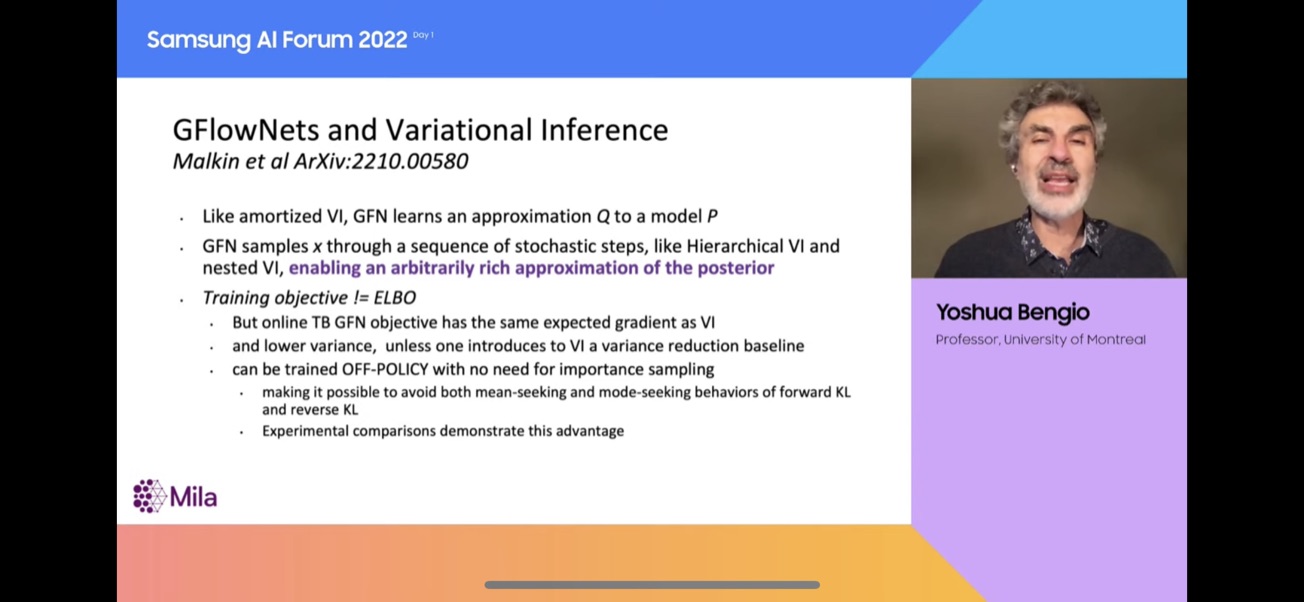 Samsung AI Forum 2022 Day 1
GFlowNets and Variational Inference
Malkin et al ArXiv:2210.00580
· Like amortized VI, GFN learns an approximation Q to a model P
· GFN samples x through a sequence of stochastic steps, like Hierarchical VI and
nested VI, enabling an arbitrarily rich approximation of the posterior
· Training objective != ELBO
· But online TB GFN objective has the same expected gradient as VI
· and lower variance, unless one introduces to VI a variance reduction baseline
· can be trained OFF-POLICY with no need for importance sampling
· making it possible to avoid both mean-seeking and mode-seeking behaviors of forward KL
and reverse KL
· Experimental comparisons demonstrate this advantage
Mila
Yoshua Bengio
Professor, University of Montreal